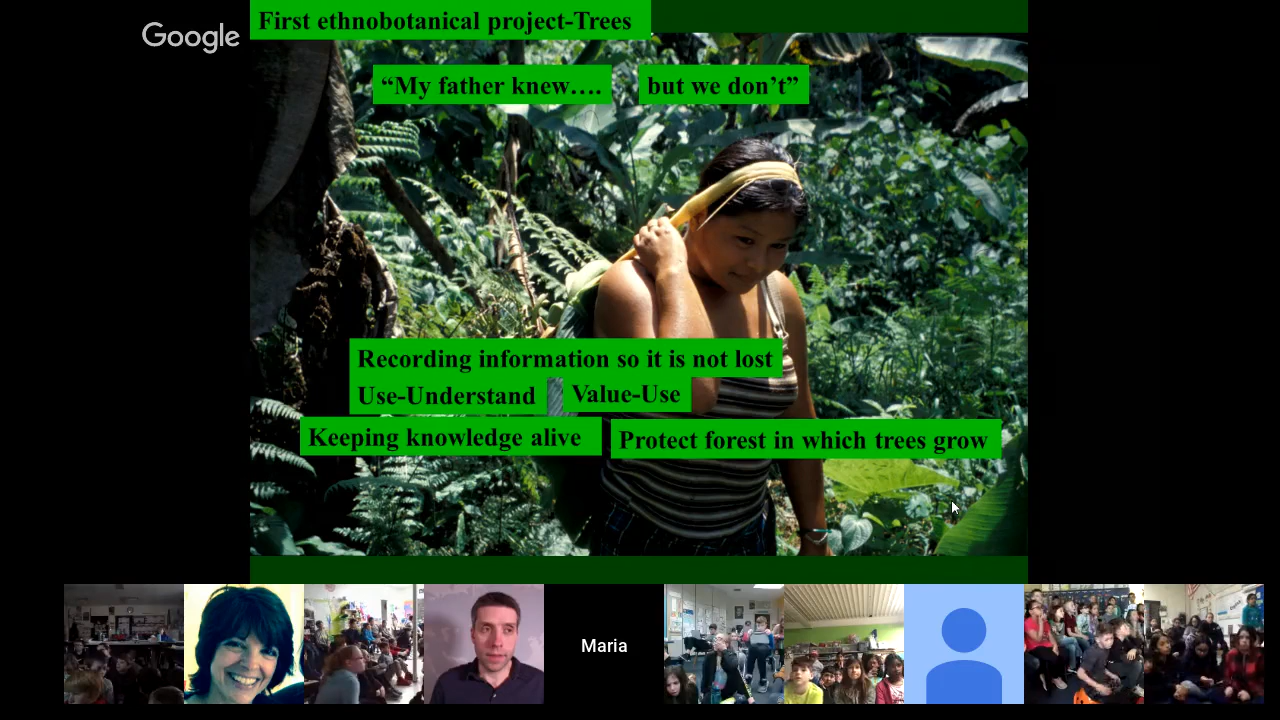 Google
First ethnobotanical project-Trees
“My father knew…. but we don’t”
Recording information so it is not lost
Use-Understand Value-Use
Keeping knowledge alive Protect forest in which trees grow
Maria